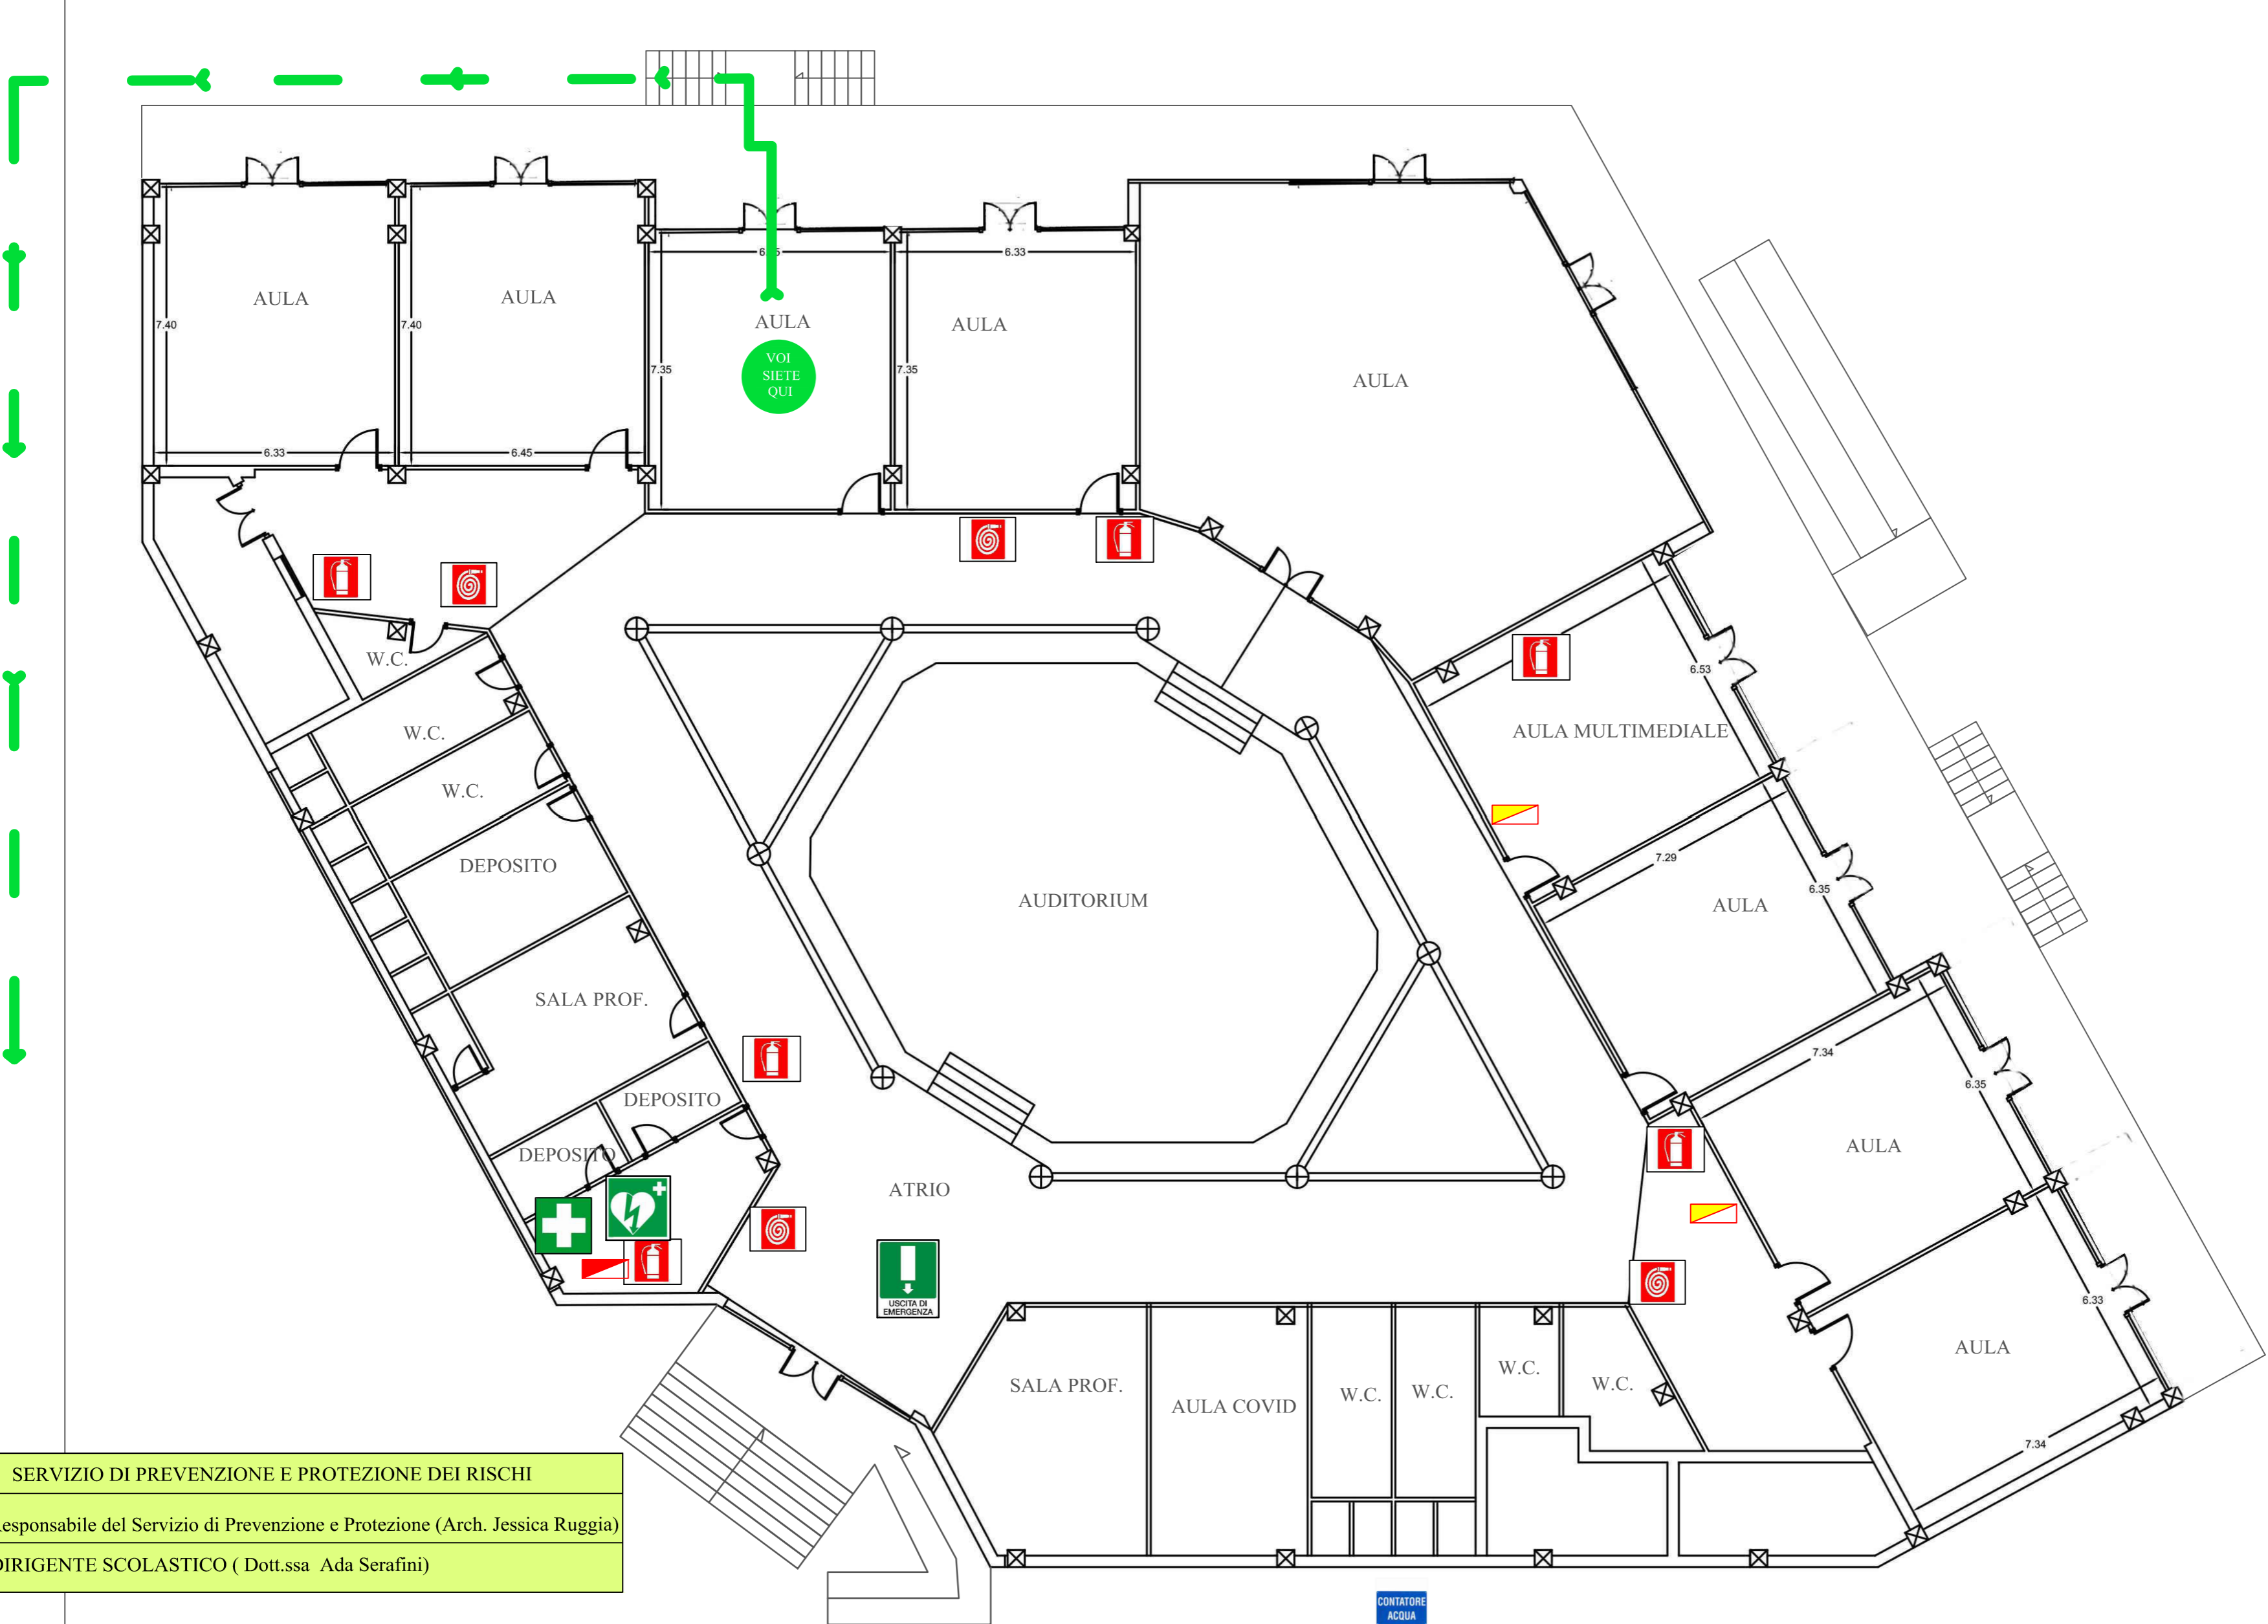 AULA
AULA
AULA
AULA
AULA
VOI
SIETE
QUI
6.33
7.40
7.40
7.35
7.35
6.33
6.45
W.C.
W.C.
W.C.
DEPOSITO
SALA PROF.
DEPOSITO
DEPOSITO
AUDITORIUM
ATRIO
USCITA DI
EMERGENZA
AULA MULTIMEDIALE
6.53
7.29
6.35
AULA
7.34
6.35
AULA
6.33
AULA
7.34
SALA PROF.
AULA COVID
W.C.
W.C.
W.C.
W.C.
SERVIZIO DI PREVENZIONE E PROTEZIONE DEI RISCHI
del Servizio di Prevenzione e Protezione (Arch. Jessica Ruggia)
SCOLASTICO ( Dott.ssa Ada Serafini)
CONTATORE
ACQUA